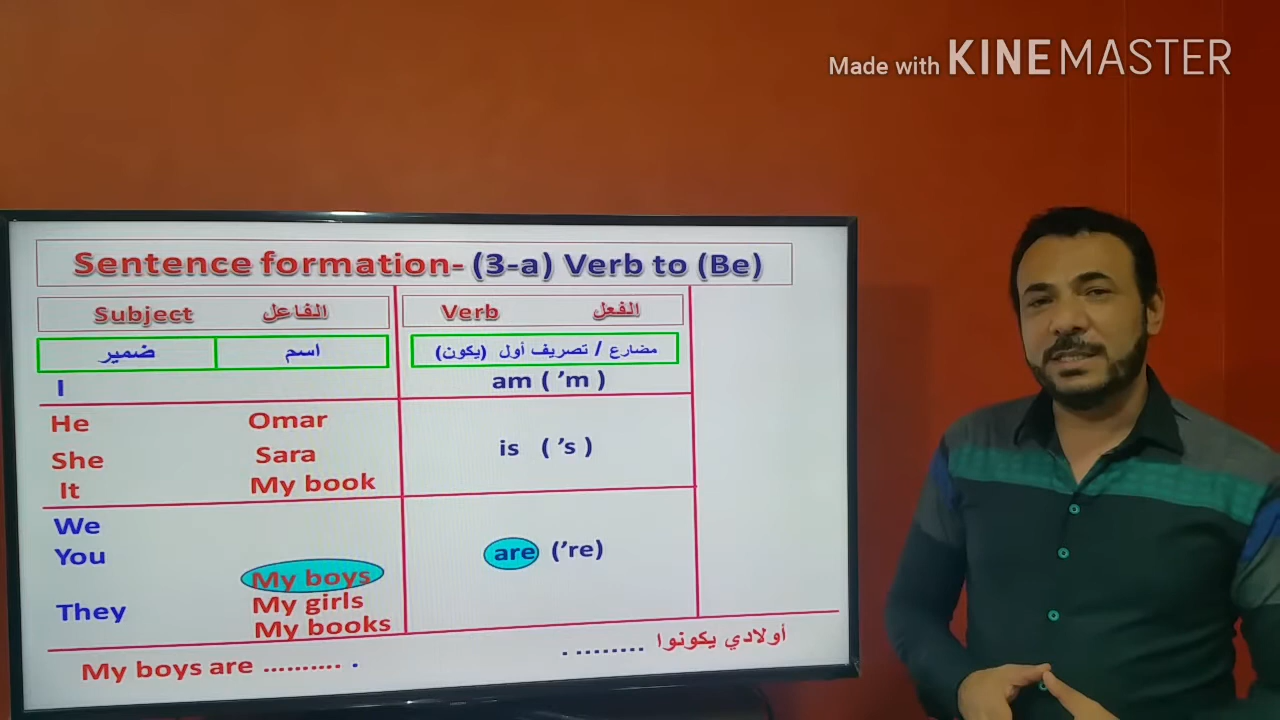 Made with KINEMASTER
Sentence formation- (3-a) Verb to (Be)
Subject الفاعل Verb الفعل
ضمير اسم مضارع / تصريف أول (يكون)
I am ( ’m )
He Omar
She Sara is ( ’s )
It My book
We
You are (’re)
My boys
They My girls
My books
My boys are .......... .
أولادي يكونوا ......... .